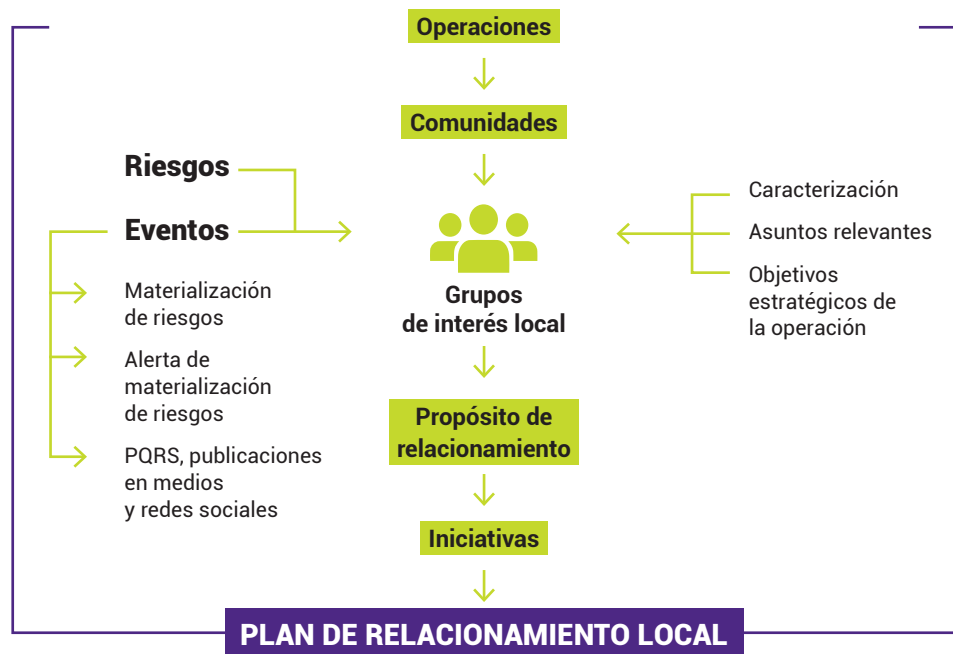 Operaciones
Comunidades
Riesgos
Eventos
Materialización
de riesgos
Alerta de
materialización
de riesgos
PQRS, publicaciones
en medios
y redes sociales
Grupos
de interés local
Caracterización
Asuntos relevantes
Objetivos
estratégicos de
la operación
Propósito de
relacionamiento
Iniciativas
PLAN DE RELACIONAMIENTO LOCAL